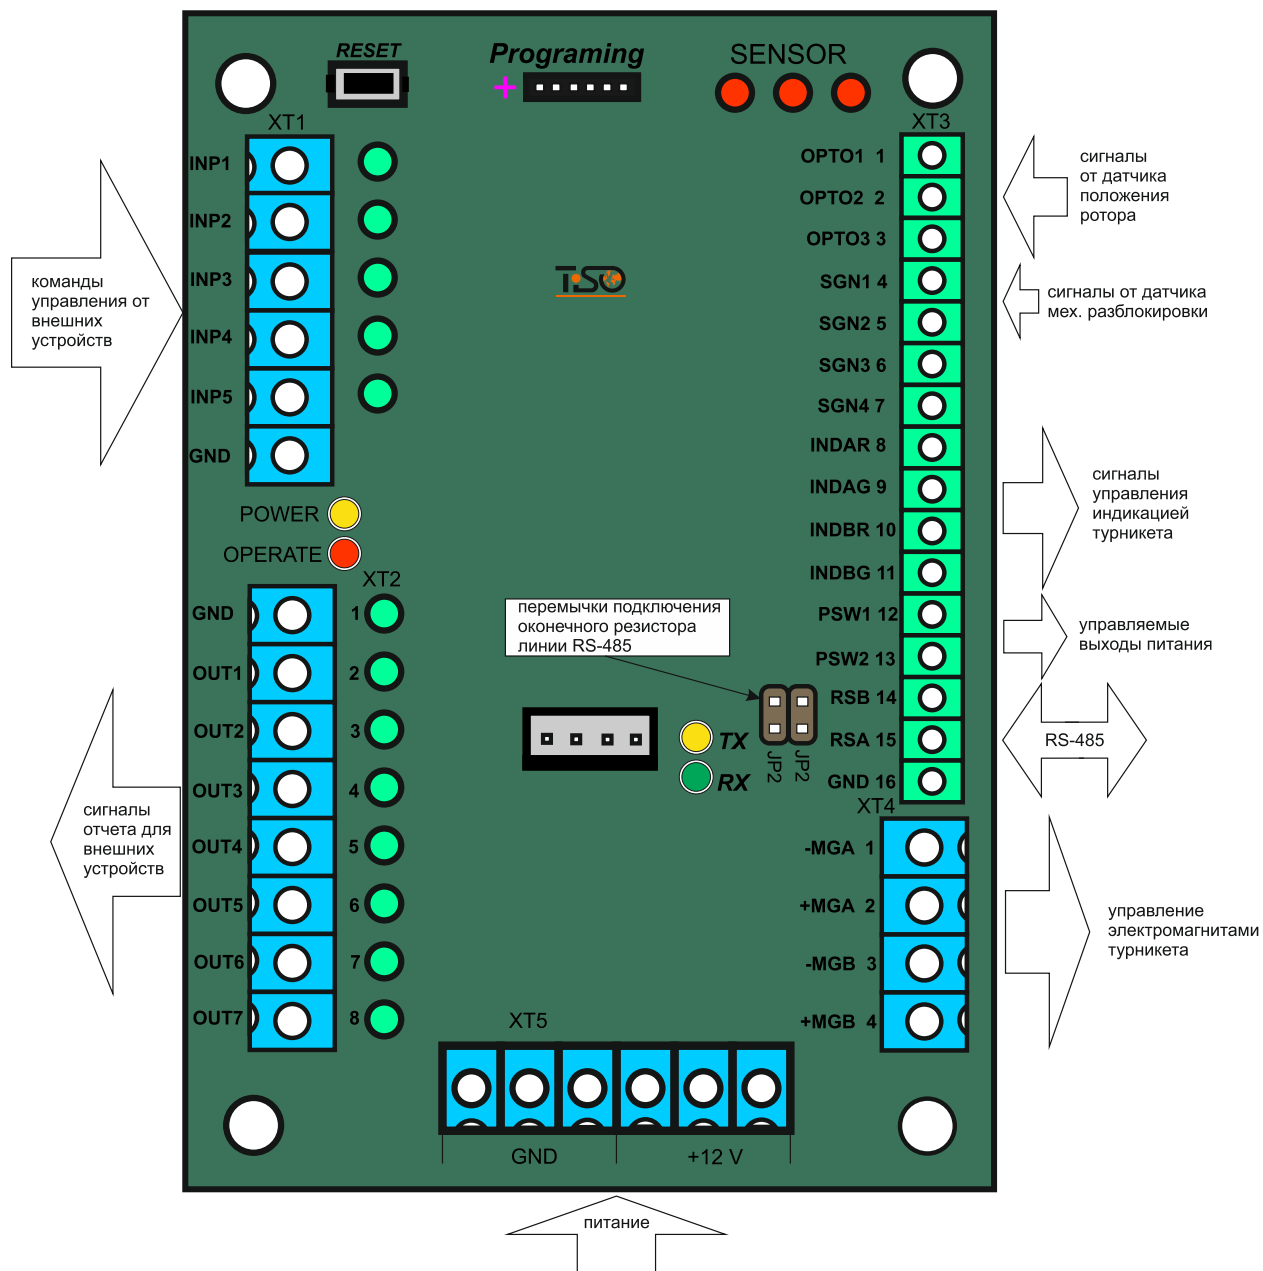 RESET
Programing
+
SENSOR
XT1
INP1
INP2
INP3
INP4
INP5
GND
команды
управления от
внешних
устройств
POWER
OPERATE
XT2
GND 1
OUT1 2
OUT2 3
OUT3 4
OUT4 5
OUT5 6
OUT6 7
OUT7 8
сигналы
отчета для
внешних
устройств
TiSO
перемычки подключения
оконечного резистора
линии RS-485
TX
RX
JP2
JP2
XT3
OPTO1 1
OPTO2 2
OPTO3 3
SGN1 4
SGN2 5
SGN3 6
SGN4 7
INDAR 8
INDAG 9
INDBR 10
INDBG 11
PSW1 12
PSW2 13
RSB 14
RSA 15
GND 16
сигналы
от датчика
положения
ротора
сигналы от датчика
мех. разблокировки
сигналы
управления
индикацией
турникета
управляемые
выходы питания
RS-485
XT4
-MGA 1
+MGA 2
-MGB 3
+MGB 4
управление
электромагнитами
турникета
XT5
GND
+12 V
питание